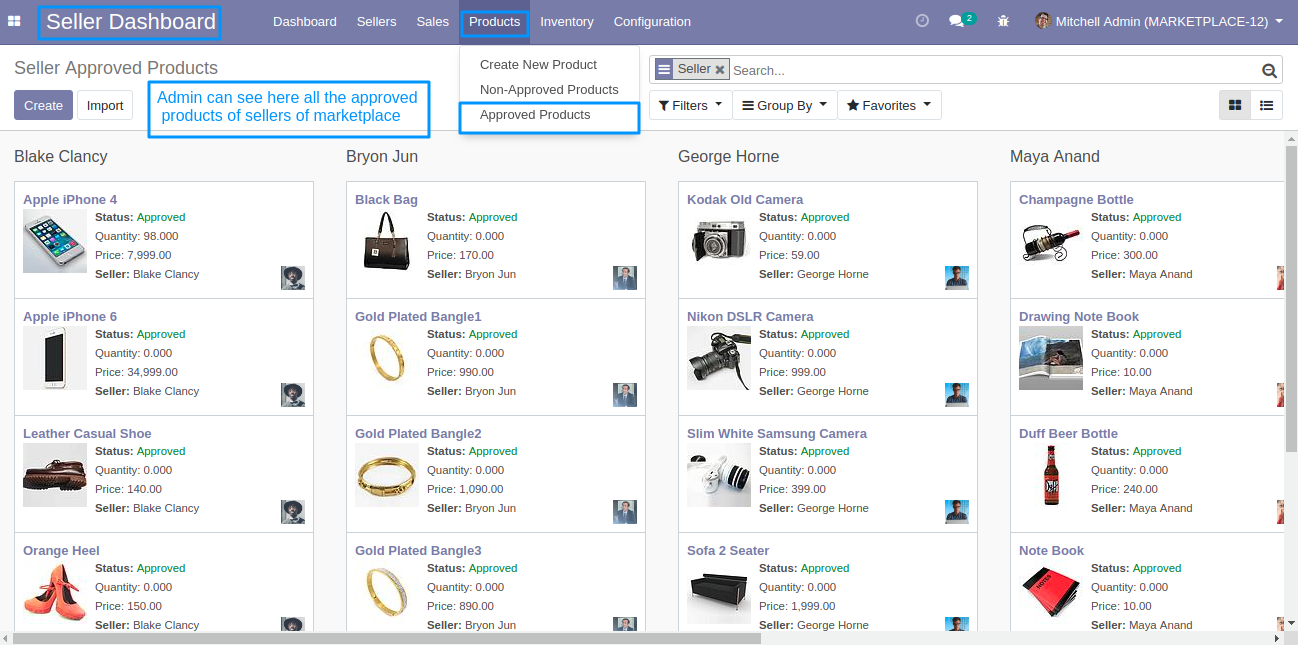 Seller Dashboard
Dashboard Sellers Sales Products Inventory Configuration
2
Mitchell Admin (MARKETPLACE-12)
Seller Approved Products
Create New Product
Non-Approved Products
Approved Products
Seller Search...
Create Import
Admin can see here all the approved
products of sellers of marketplace
Filters Group By Favorites
Blake Clancy
Apple iPhone 4
Status: Approved
Quantity: 98.000
Price: 7,999.00
Seller: Blake Clancy
Apple iPhone 6
Status: Approved
Quantity: 0.000
Price: 34,999.00
Seller: Blake Clancy
Leather Casual Shoe
Status: Approved
Quantity: 0.000
Price: 140.00
Seller: Blake Clancy
Orange Heel
Status: Approved
Quantity: 0.000
Price: 150.00
Seller: Blake Clancy
Bryon Jun
Black Bag
Status: Approved
Quantity: 0.000
Price: 170.00
Seller: Bryon Jun
Gold Plated Bangle1
Status: Approved
Quantity: 0.000
Price: 990.00
Seller: Bryon Jun
Gold Plated Bangle2
Status: Approved
Quantity: 0.000
Price: 1,090.00
Seller: Bryon Jun
Gold Plated Bangle3
Status: Approved
Quantity: 0.000
Price: 890.00
Seller: Bryon Jun
George Horne
Kodak Old Camera
Status: Approved
Quantity: 0.000
Price: 59.00
Seller: George Horne
Nikon DSLR Camera
Status: Approved
Quantity: 0.000
Price: 999.00
Seller: George Horne
Slim White Samsung Camera
Status: Approved
Quantity: 0.000
Price: 399.00
Seller: George Horne
Sofa 2 Seater
Status: Approved
Quantity: 0.000
Price: 1,999.00
Seller: George Horne
Maya Anand
Champagne Bottle
Status: Approved
Quantity: 0.000
Price: 300.00
Seller: Maya Anand
Drawing Note Book
Status: Approved
Quantity: 0.000
Price: 10.00
Seller: Maya Anand
Duff Beer Bottle
Status: Approved
Quantity: 0.000
Price: 240.00
Seller: Maya Anand
Note Book
NOTES
Status: Approved
Quantity: 0.000
Price: 10.00
Seller: Maya Anand